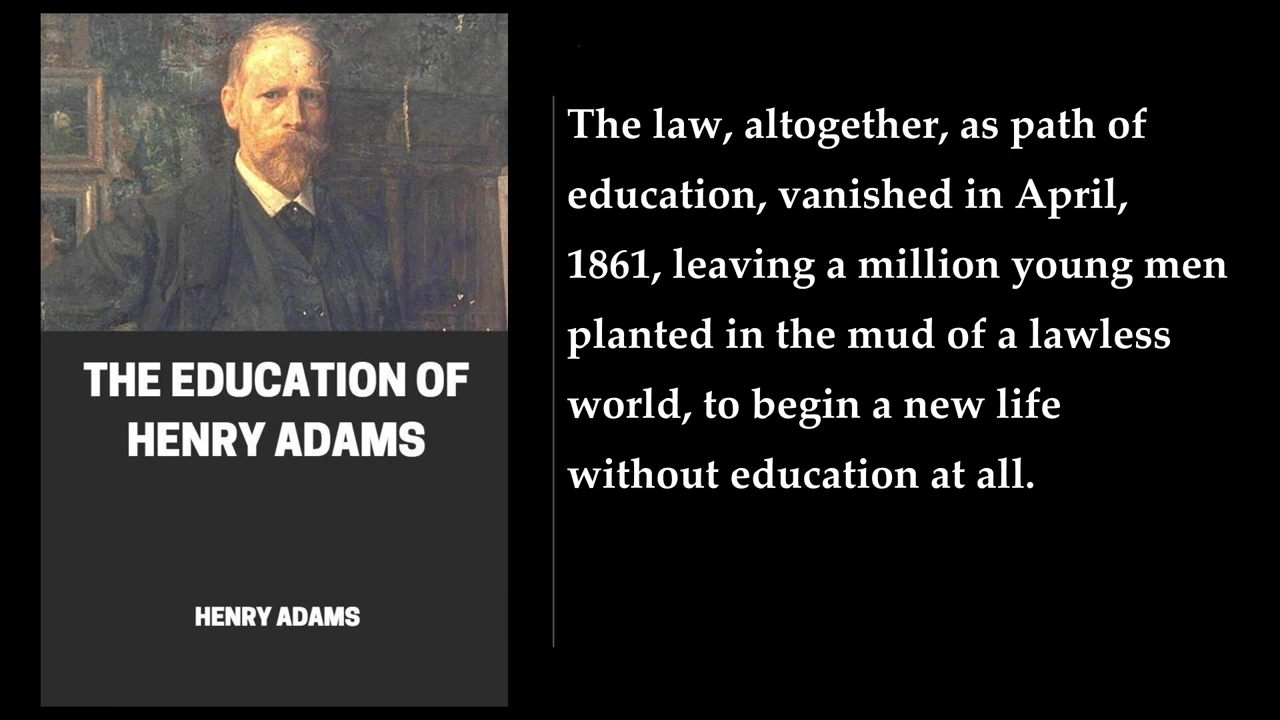 THE EDUCATION OF
HENRY ADAMS
HENRY ADAMS
The law, altogether, as path of
education, vanished in April,
1861, leaving a million young men
planted in the mud of a lawless
world, to begin a new life
without education at all.